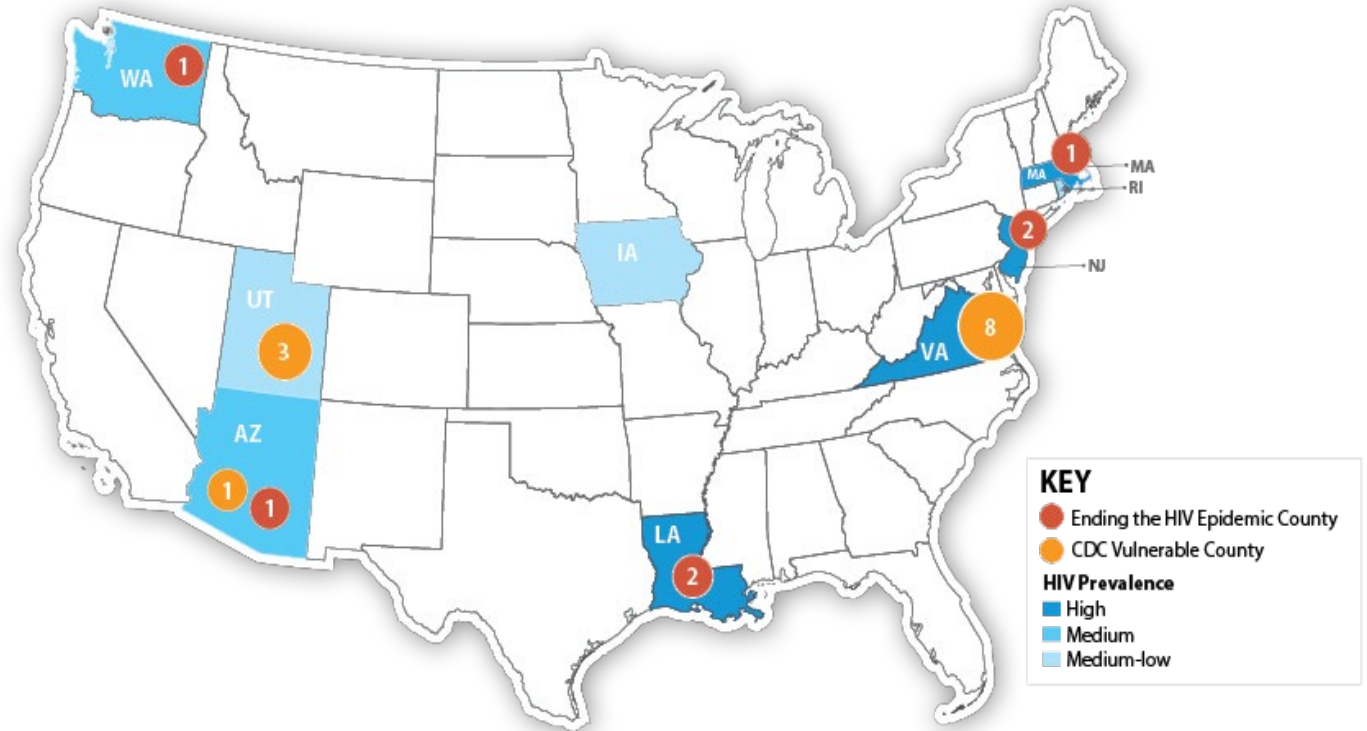 WA
1
1
MA
MA
RI
2
NJ
IA
UT
3
8
VA
AZ
1
1
LA
2
KEY
Ending the HIV Epidemic County
CDC Vulnerable County
HIV Prevalence
High
Medium
Medium-low